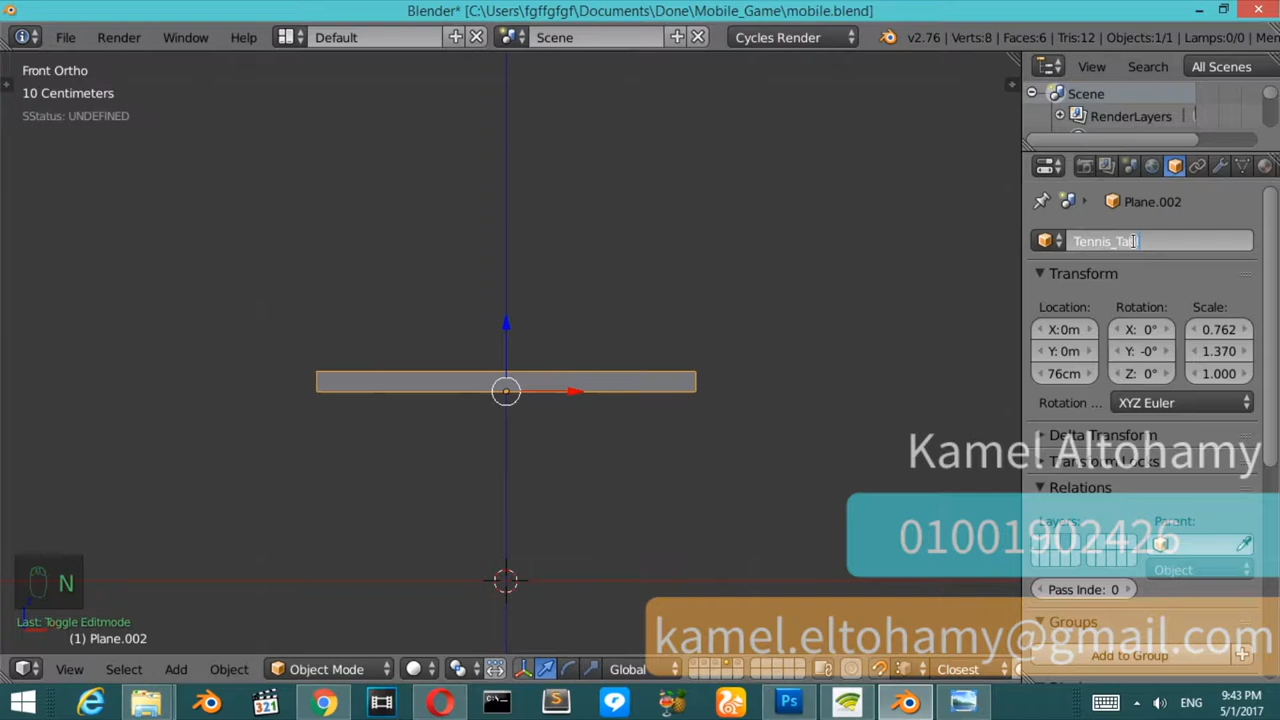 Blender* [C:\Users\fgffgfgf\Documents\Done\Mobile_Game\mobile.blend]
File Render Window Help Default Scene Cycles Render v2.76 | Verts:8 | Faces:6 | Tris:12 | Objects:1/1 | Lamps:0/0 | Mem
Front Ortho
10 Centimeters
SStatus: UNDEFINED
View Search All Scenes
Scene
RenderLayers
Plane.002
Transform
Location: Rotation: Scale:
X:0m X: 0° 0.762
Y:0m Y: -0° 1.370
76cm Z: 0° 1.000
Rotation ... XYZ Euler
Delta Transform
Kamel Altohamy
Transform Locks
Relations
Layers: Parent:
01001902426
Object
Pass Inde: 0
Groups
kamel.eltohamy@gmail.com
Add to Group
N
Last: Toggle Editmode
(1) Plane.002
View Select Add Object Object Mode Global Closest
321
Ps
ENG
9:43 PM
5/1/2017